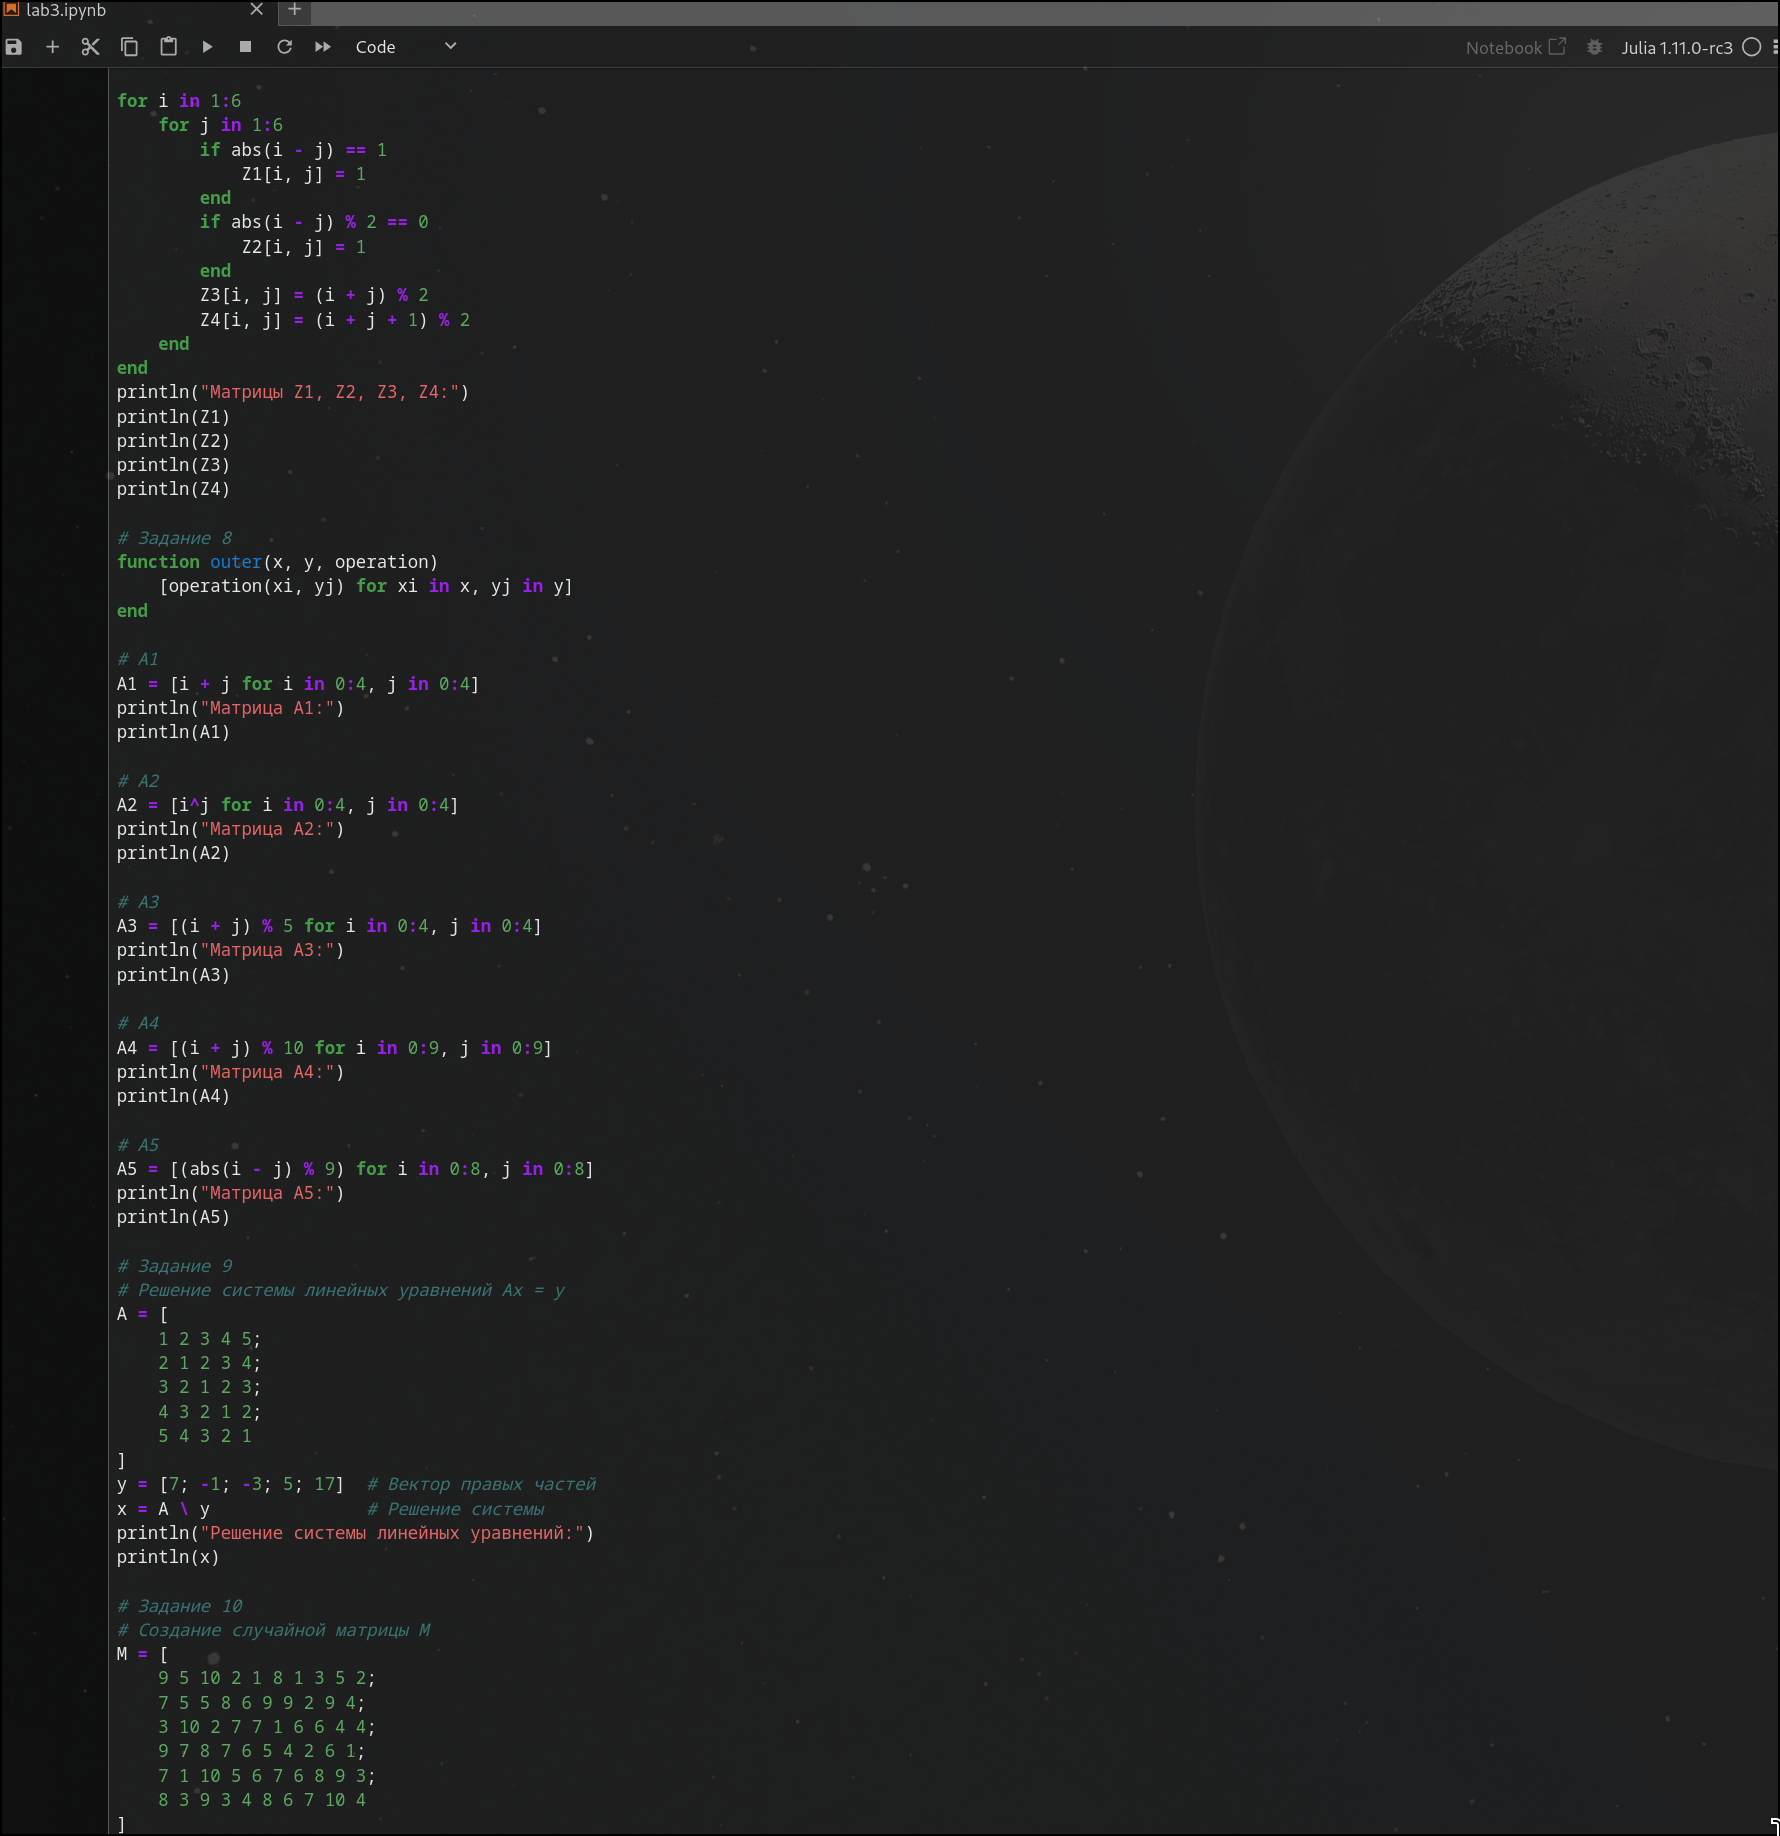 lab3.ipynb
Code
Notebook
Julia 1.11.0-rc3
for i in 1:6
    for j in 1:6
        if abs(i - j) == 1
            Z1[i, j] = 1
        end
        if abs(i - j) % 2 == 0
            Z2[i, j] = 1
        end
        Z3[i, j] = (i + j) % 2
        Z4[i, j] = (i + j + 1) % 2
    end
end
println("Матрицы Z1, Z2, Z3, Z4:")
println(Z1)
println(Z2)
println(Z3)
println(Z4)
# Задание 8
function outer(x, y, operation)
    [operation(xi, yj) for xi in x, yj in y]
end
# A1
A1 = [i + j for i in 0:4, j in 0:4]
println("Матрица A1:")
println(A1)
# A2
A2 = [i^j for i in 0:4, j in 0:4]
println("Матрица A2:")
println(A2)
# A3
A3 = [(i + j) % 5 for i in 0:4, j in 0:4]
println("Матрица A3:")
println(A3)
# A4
A4 = [(i + j) % 10 for i in 0:9, j in 0:9]
println("Матрица A4:")
println(A4)
# A5
A5 = [(abs(i - j) % 9) for i in 0:8, j in 0:8]
println("Матрица A5:")
println(A5)
# Задание 9
# Решение системы линейных уравнений Ax = y
A = [
    1 2 3 4 5;
    2 1 2 3 4;
    3 2 1 2 3;
    4 3 2 1 2;
    5 4 3 2 1
]
y = [7; -1; -3; 5; 17]  # Вектор правых частей
x = A \ y               # Решение системы
println("Решение системы линейных уравнений:")
println(x)
# Задание 10
# Создание случайной матрицы M
M = [
    9 5 10 2 1 8 1 3 5 2;
    7 5 5 8 6 9 9 2 9 4;
    3 10 2 7 7 1 6 6 4 4;
    9 7 8 7 6 5 4 2 6 1;
    7 1 10 5 6 7 6 8 9 3;
    8 3 9 3 4 8 6 7 10 4
]